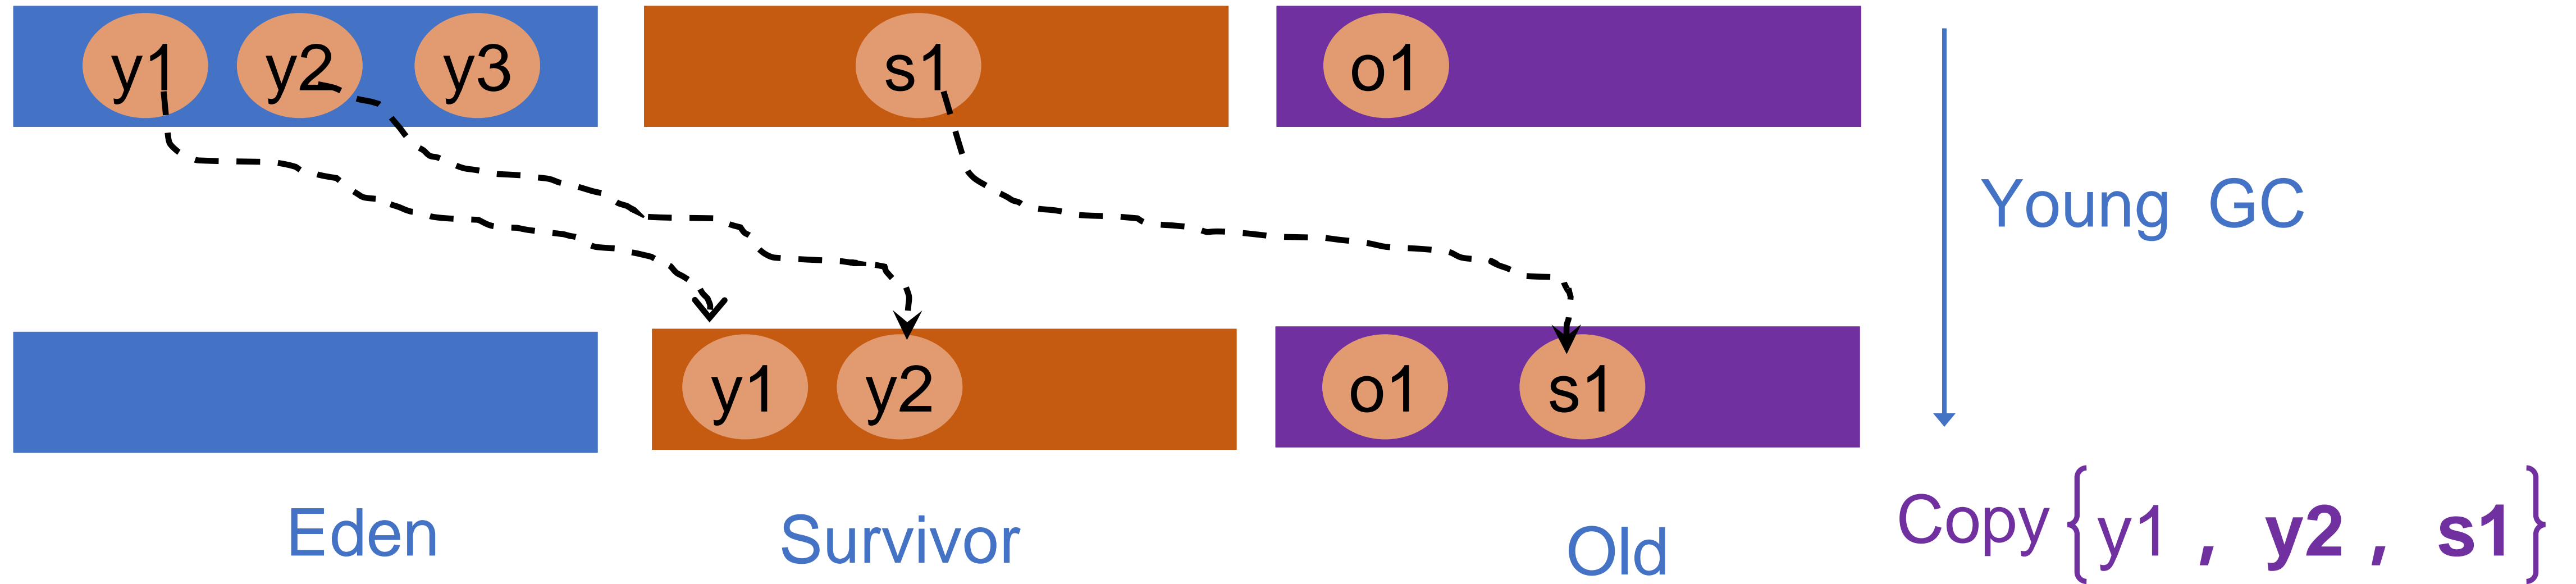 y1 y2 y3 s1 o1
Young GC
y1 y2 o1 s1
Eden Survivor Old
Copy {y1 , y2 , s1}